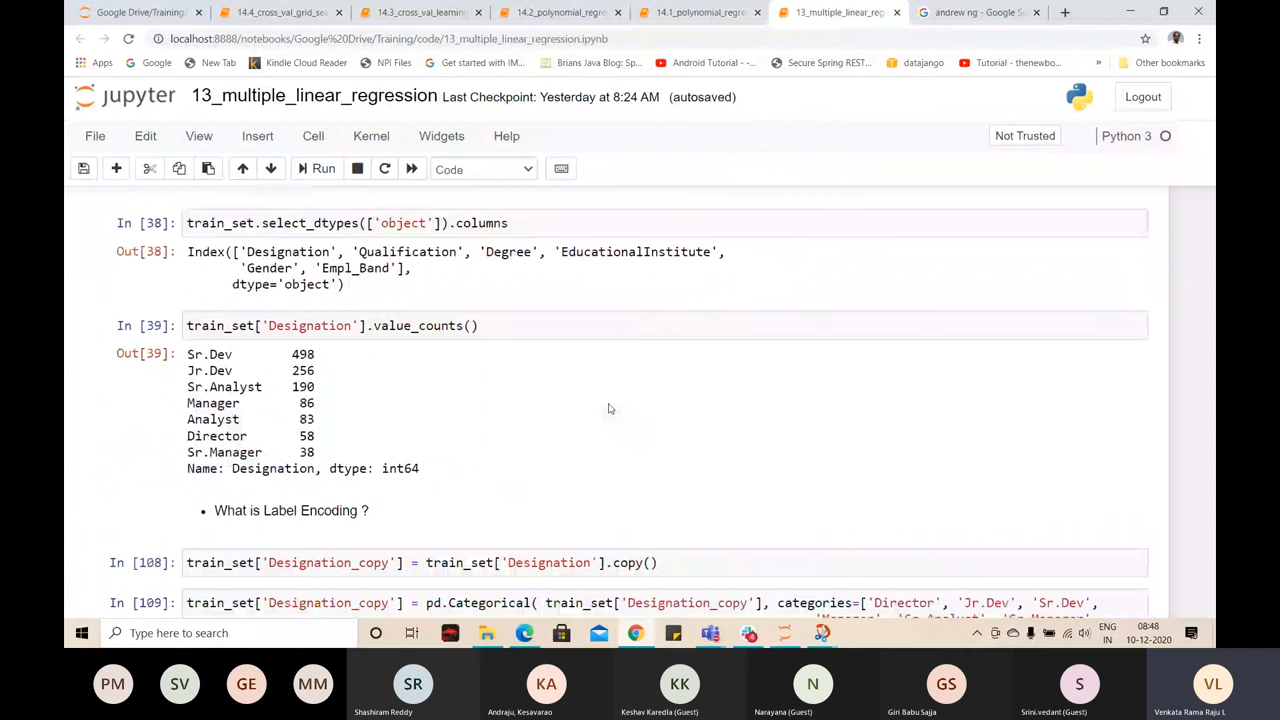 Google Drive/Training/
14.4_cross_val_grid_sea
14.3_cross_val_learning
14.2_polynomial_regre
14.1_polynomial_regre
13_multiple_linear_reg
andrew ng - Google Se
localhost:8888/notebooks/Google%20Drive/Training/code/13_multiple_linear_regression.ipynb
Apps
Google
New Tab
Kindle Cloud Reader
NPI Files
Get started with IM...
Brians Java Blog: Sp...
Android Tutorial - -...
Secure Spring REST...
datajango
Tutorial - thenewbo...
»
Other bookmarks
jupyter 13_multiple_linear_regression Last Checkpoint: Yesterday at 8:24 AM (autosaved)
Logout
File Edit View Insert Cell Kernel Widgets Help
Not Trusted
Python 3
Run
Code
In [38]: train_set.select_dtypes(['object']).columns
Out[38]: Index(['Designation', 'Qualification', 'Degree', 'EducationalInstitute',
'Gender', 'Empl_Band'],
dtype='object')
In [39]: train_set['Designation'].value_counts()
Out[39]: Sr.Dev 498
Jr.Dev 256
Sr.Analyst 190
Manager 86
Analyst 83
Director 58
Sr.Manager 38
Name: Designation, dtype: int64
• What is Label Encoding ?
In [108]: train_set['Designation_copy'] = train_set['Designation'].copy()
In [109]: train_set['Designation_copy'] = pd.Categorical( train_set['Designation_copy'], categories=['Director', 'Jr.Dev', 'Sr.Dev',
Type here to search
ENG
IN
08:48
10-12-2020
PM
SV
GE
MM
SR
Shashiram Reddy
KA
Andraju, Kesavarao
KK
Keshav Karedla (Guest)
N
Narayana (Guest)
GS
Giri Babu Sajja
S
Srini.vedant (Guest)
VL
Venkata Rama Raju L